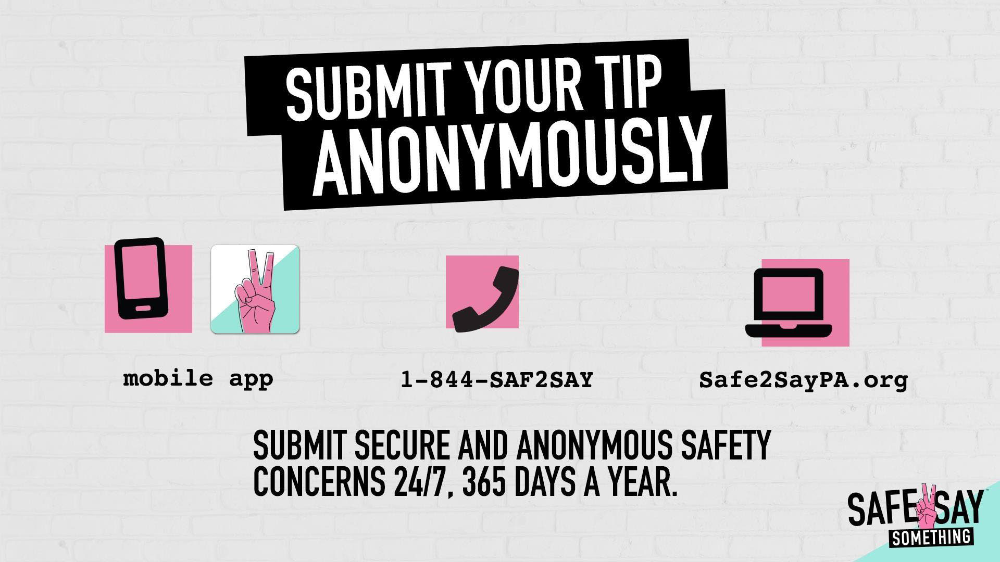 SUBMIT YOUR TIP
ANONYMOUSLY
mobile app
1-844-SAF2SAY
Safe2SayPA.org
SUBMIT SECURE AND ANONYMOUS SAFETY
CONCERNS 24/7, 365 DAYS A YEAR.
SAFE SAY™
SOMETHING